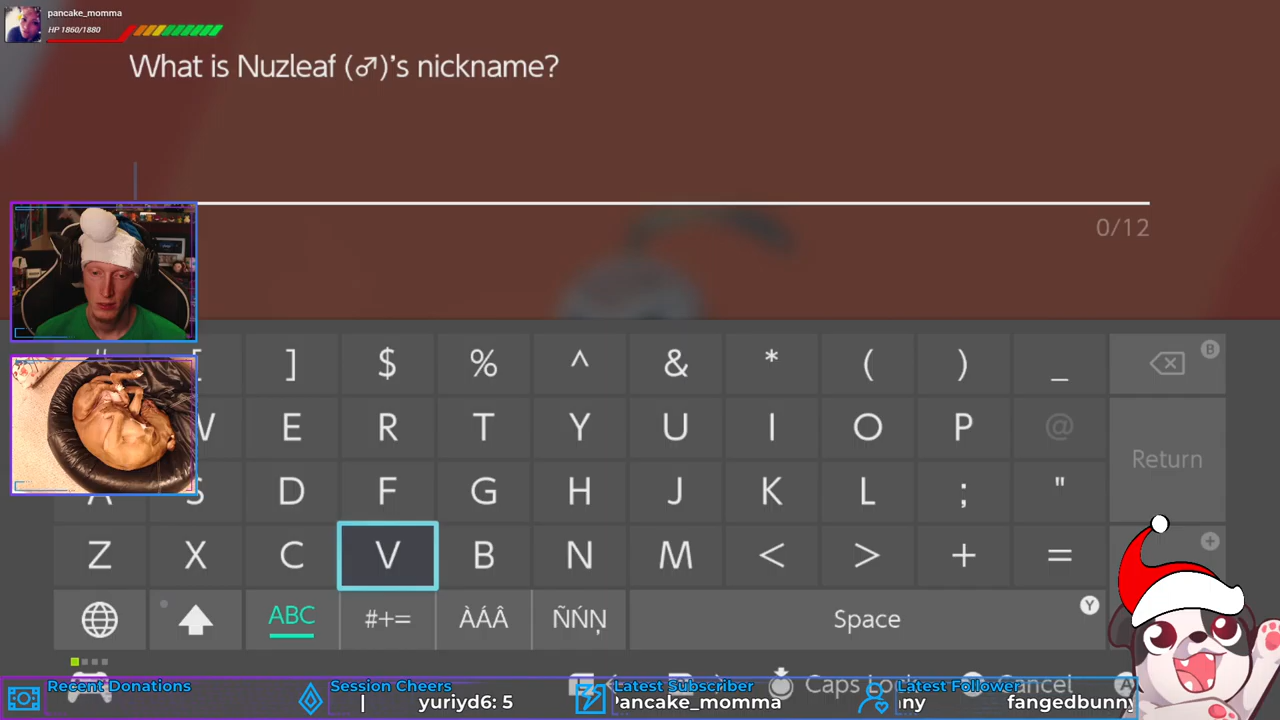 pancake_momma
HP 1860/1880
What is Nuzleaf (♂)'s nickname?
0/12
] $ % ^ & * ( ) _ B
E R T Y U I O P @
S D F G H J K L ; " Return
Z X C V B N M < > + =
ABC #+= ÀÁÂ ÑŃŅ Space Y
Recent Donations
Session Cheers
yuriyd6: 5
Latest Subscriber
Pancake_momma
Latest Follower
fangedbunny